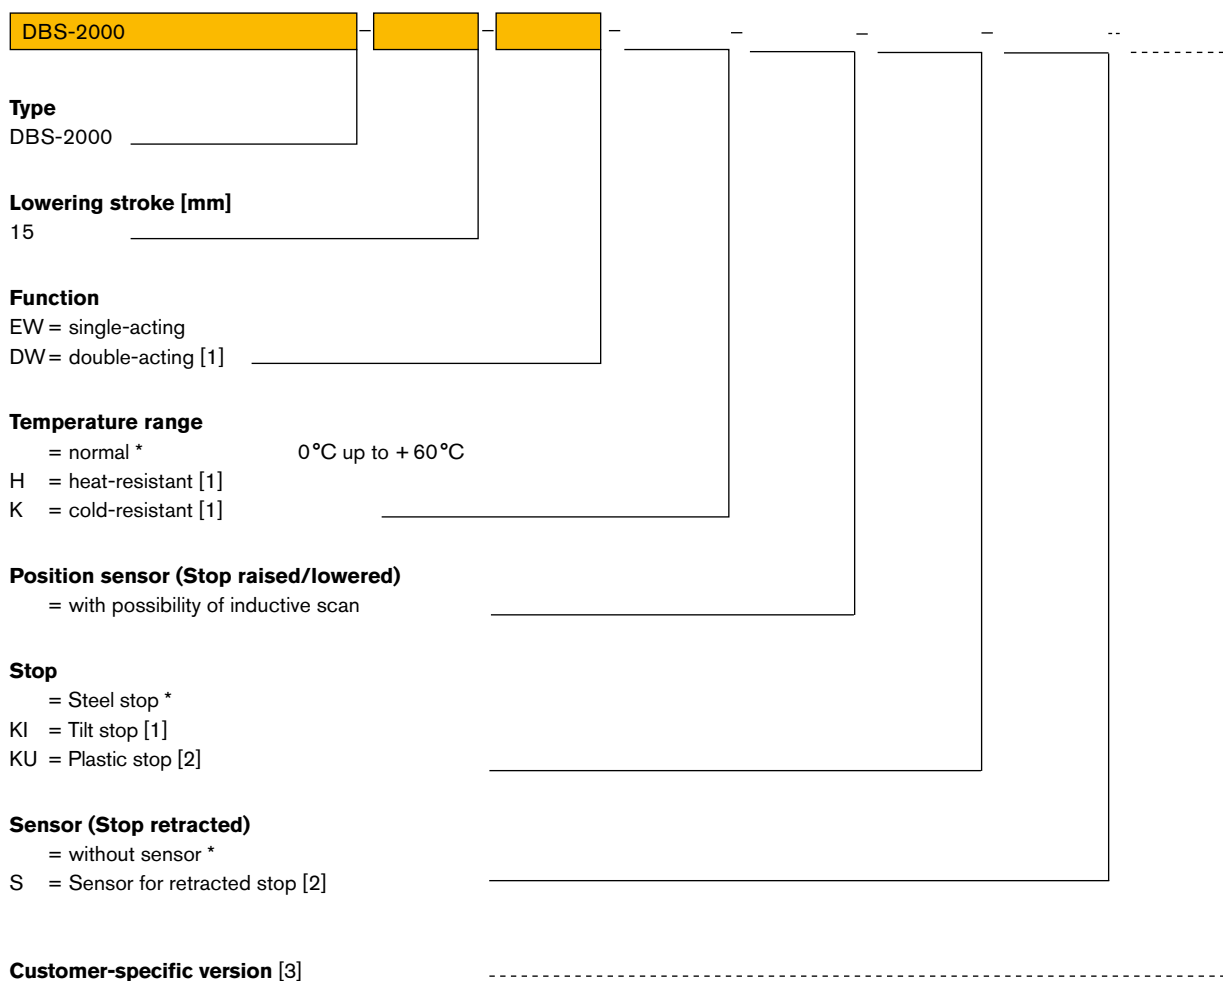 DBS-2000 - - - - - - --
Type
DBS-2000
Lowering stroke [mm]
15
Function
EW = single-acting
DW = double-acting [1]
Temperature range
= normal * 0 °C up to + 60 °C
H = heat-resistant [1]
K = cold-resistant [1]
Position sensor (Stop raised/lowered)
= with possibility of inductive scan
Stop
= Steel stop *
KI = Tilt stop [1]
KU = Plastic stop [2]
Sensor (Stop retracted)
= without sensor *
S = Sensor for retracted stop [2]
Customer-specific version [3]